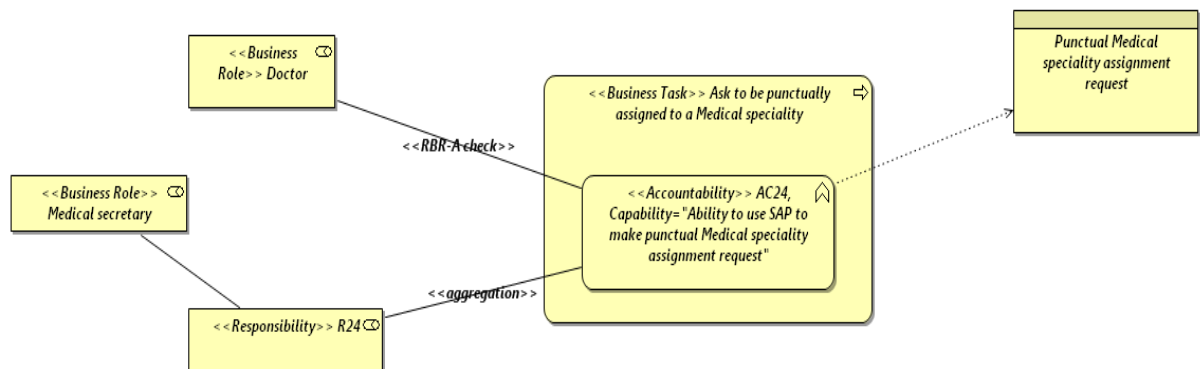 <<Business
Role>> Doctor
Punctual Medical
speciality assignment
request
<<Business Task>> Ask to be punctually
assigned to a Medical speciality
<<RBR-A check>>
<<Business Role>>
Medical secretary
<<Accountability>> AC24,
Capability="Ability to use SAP to
make punctual Medical speciality
assignment request"
<<aggregation>>
<<Responsibility>> R24